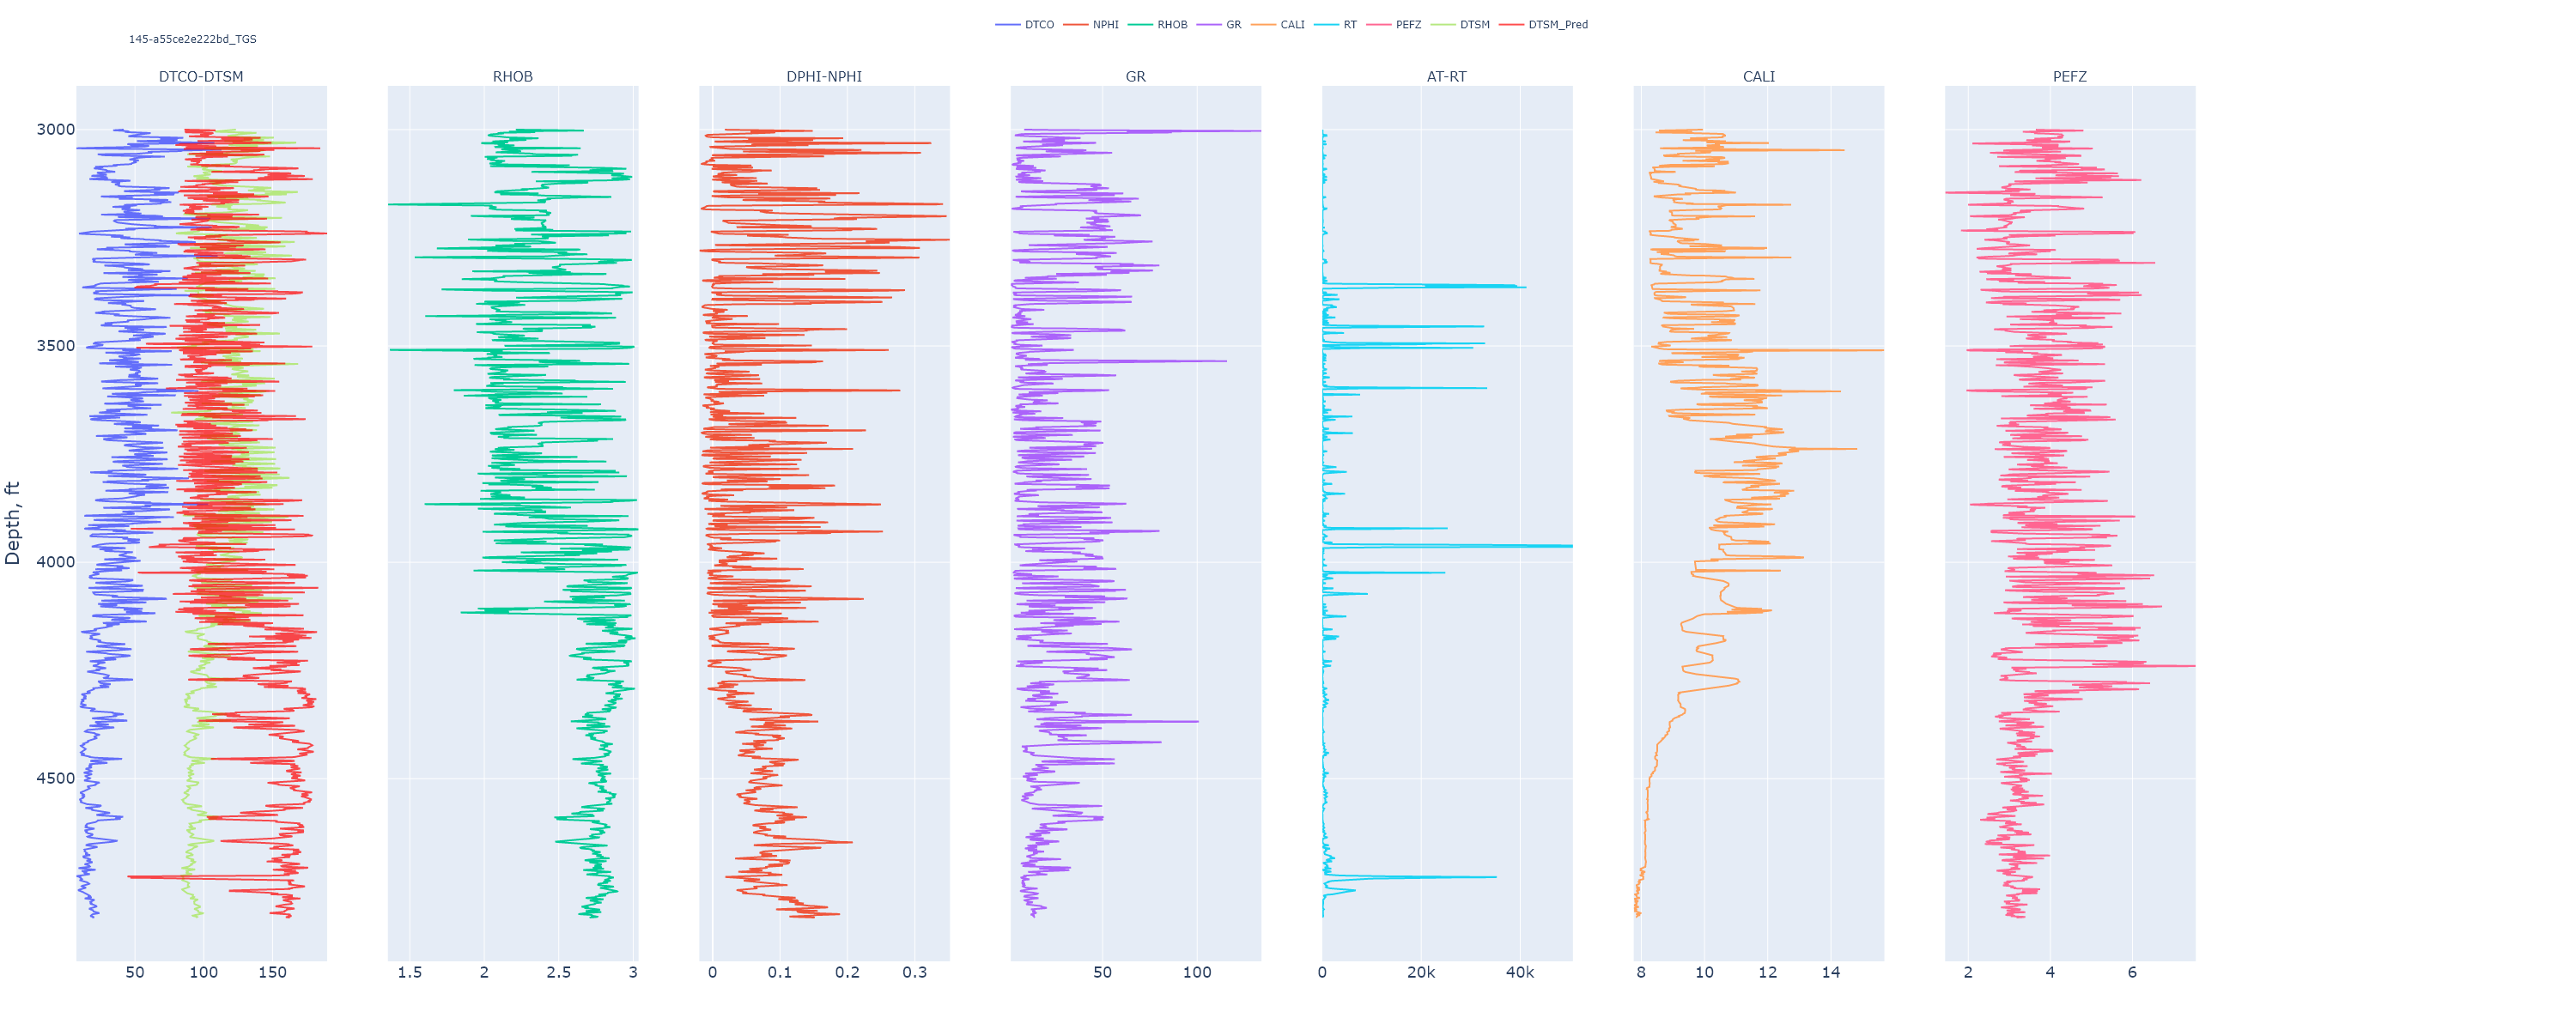 DTCO NPHI RHOB GR CALI RT PEFZ DTSM DTSM_Pred
145-a55ce2e222bd_TGS
DTCO-DTSM RHOB DPHI-NPHI GR AT-RT CALI PEFZ
Depth, ft
3000
3500
4000
4500
50 100 150 1.5 2 2.5 3 0 0.1 0.2 0.3 50 100 0 20k 40k 8 10 12 14 2 4 6